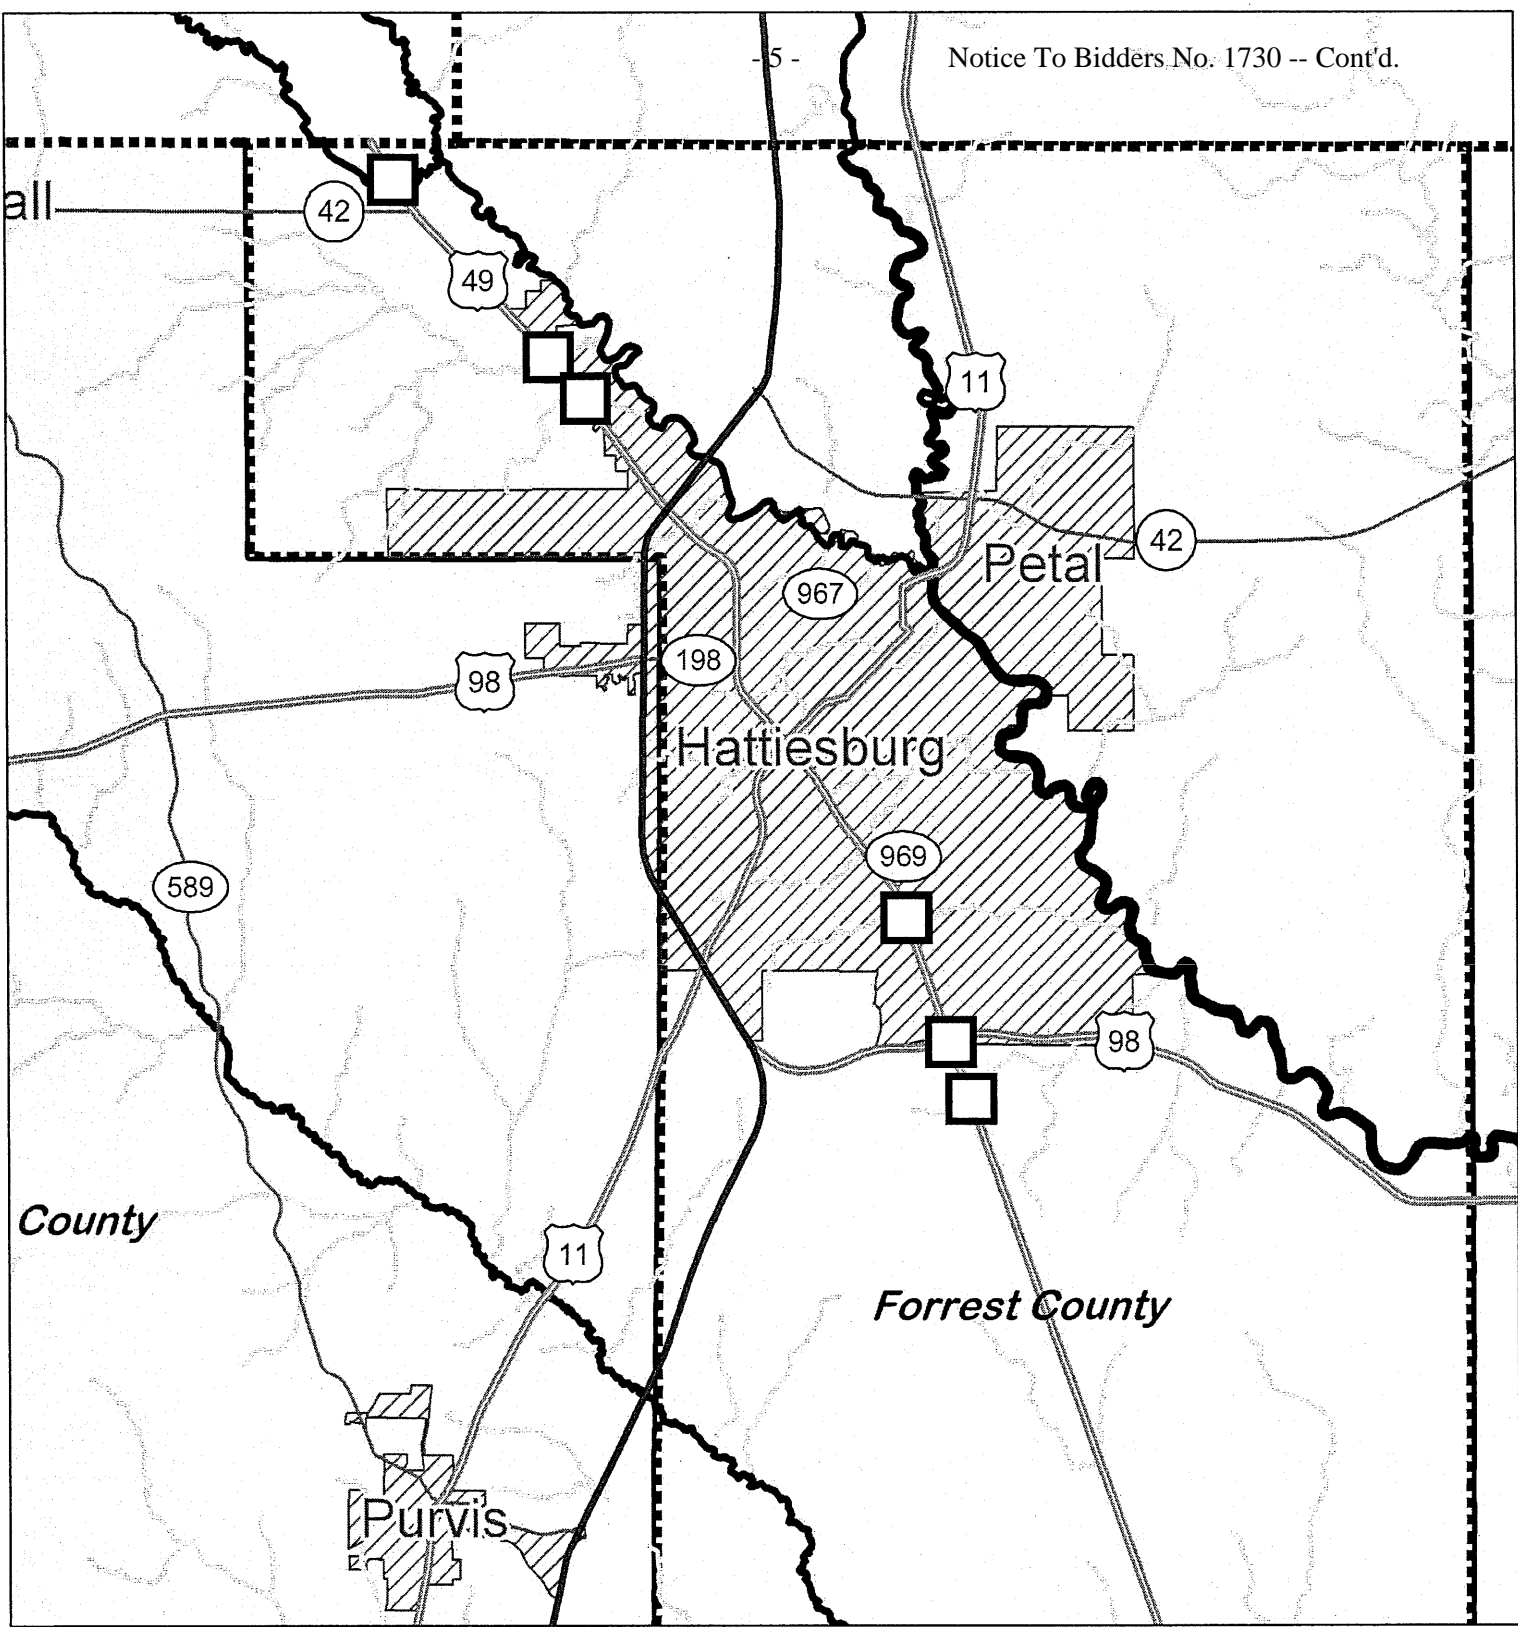 - 5 -
Notice To Bidders No. 1730 -- Cont'd.
all
42
49
11
Petal
42
967
198
98
Hattiesburg
969
589
98
County
11
Forrest County
Purvis